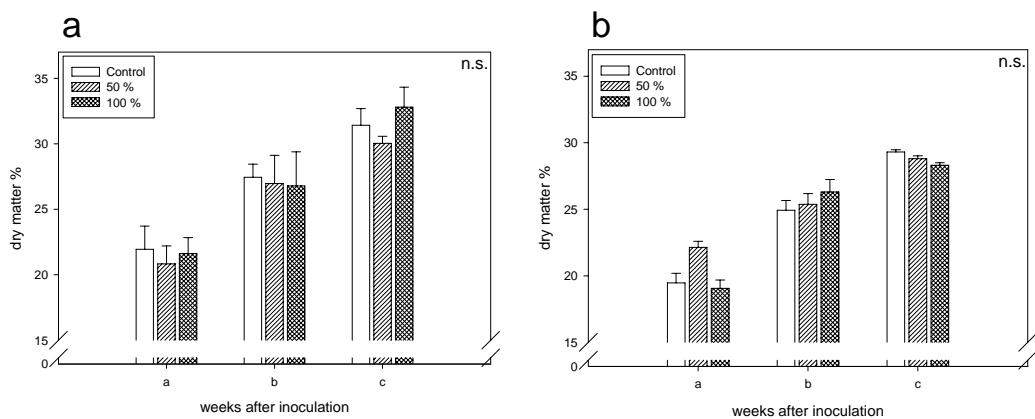 a
n.s.
Control
50 %
100 %
35
30
25
20
15
0
dry matter %
a b c
weeks after inoculation
b
n.s.
Control
50 %
100 %
35
30
25
20
15
0
dry matter %
a b c
weeks after inoculation